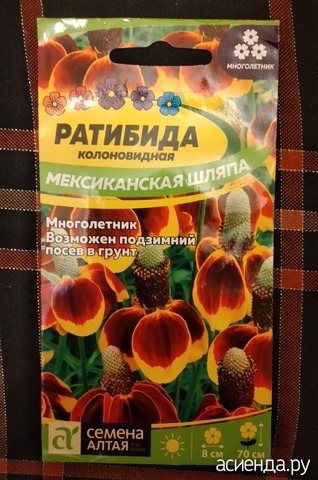 МНОГОЛЕТНИК
РАТИБИДА
колоновидная
МЕКСИКАНСКАЯ ШЛЯПА
Многолетник
Возможен подзимний
посев в грунт
семена
АЛТАЯ
8 см
70 см
асиенда.ру